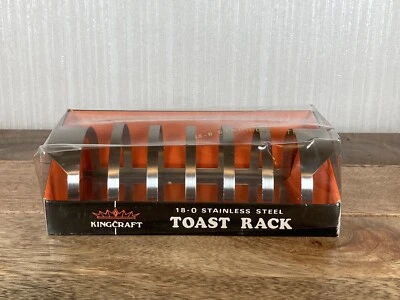 18-0 STAINLESS STEEL
KINGCRAFT
TOAST RACK